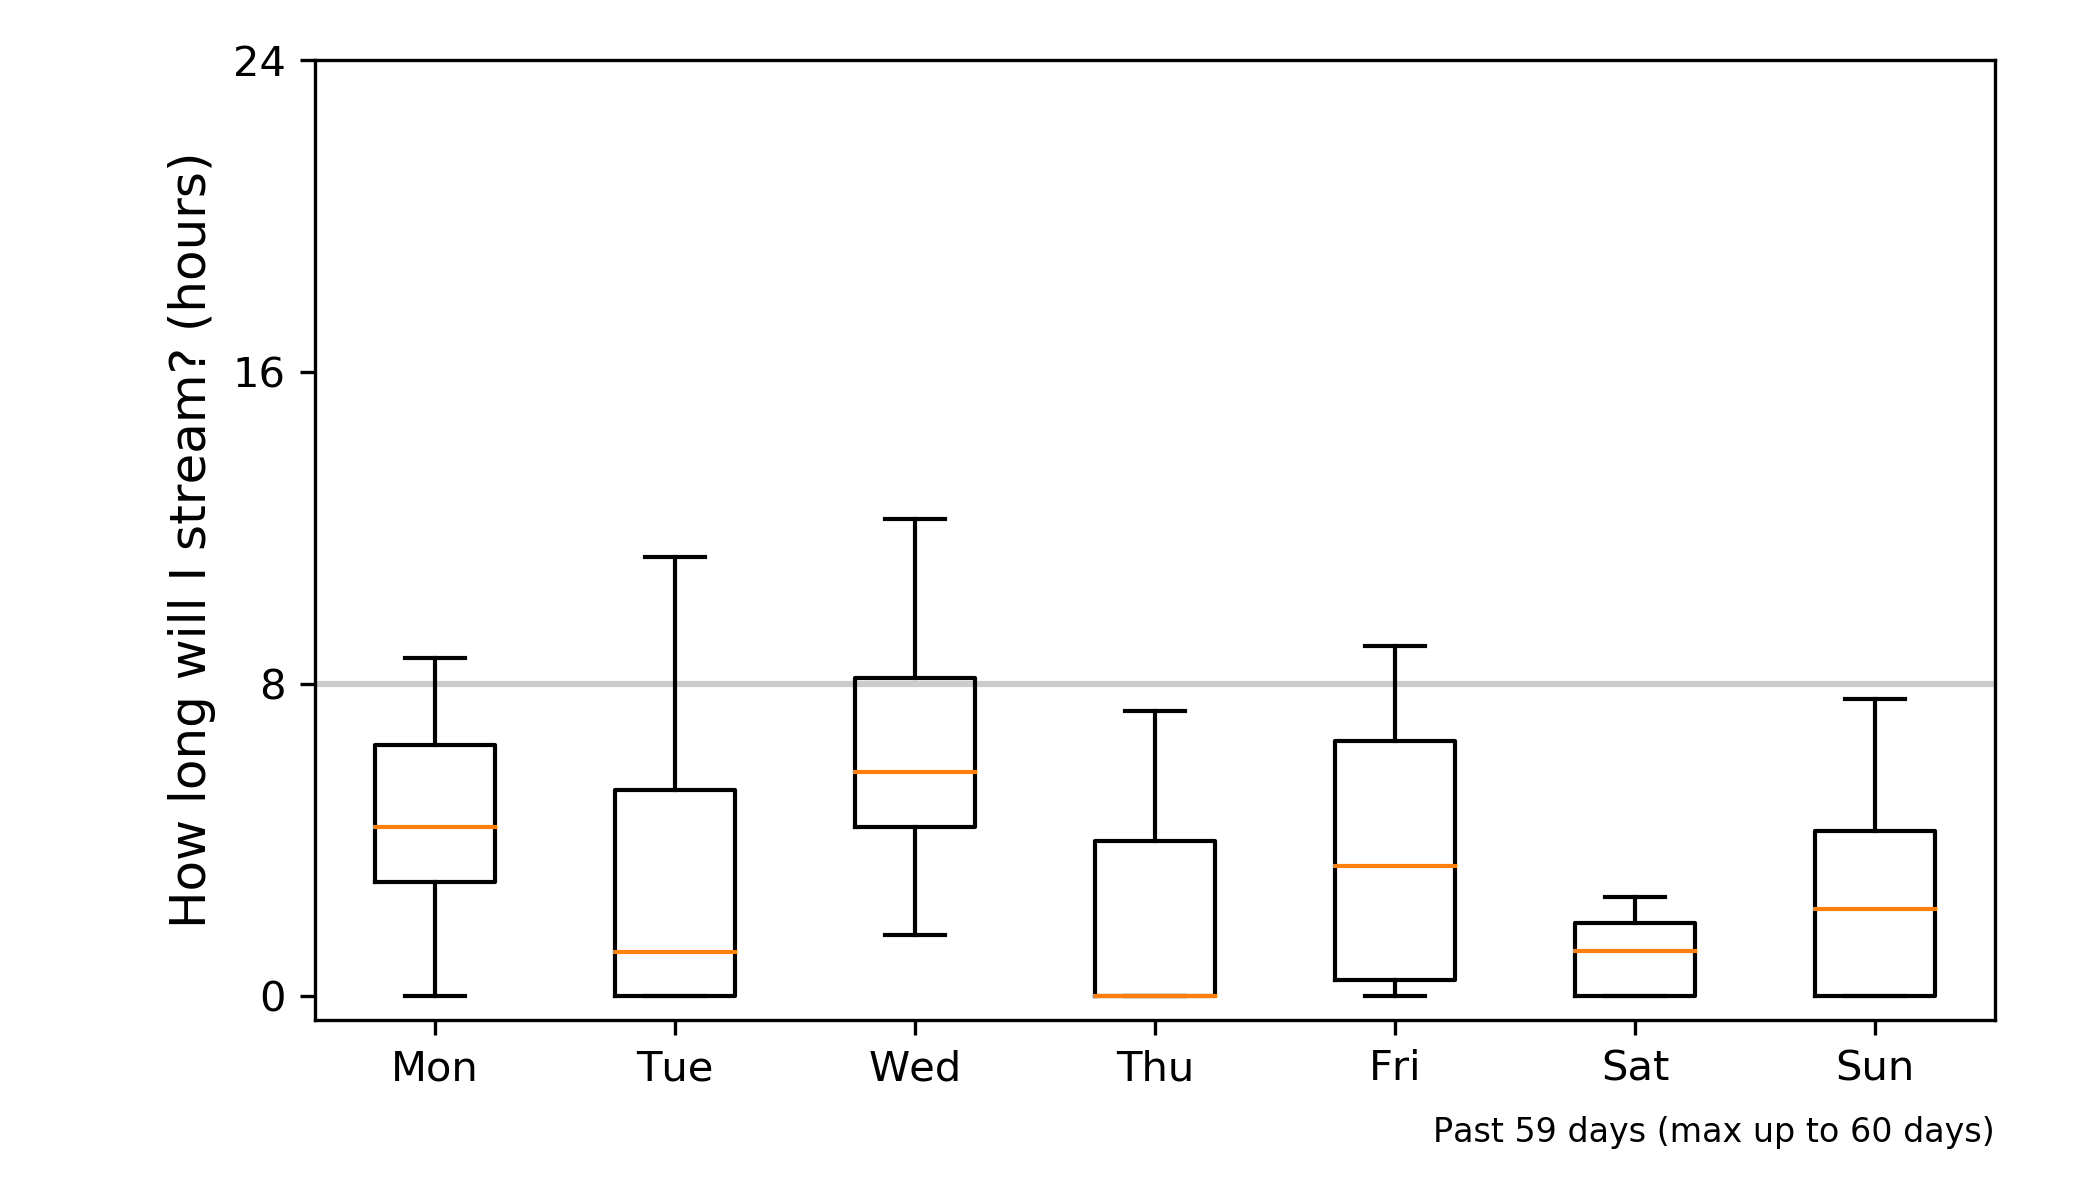 How long will I stream? (hours)
24
16
8
0
Mon Tue Wed Thu Fri Sat Sun
Past 59 days (max up to 60 days)